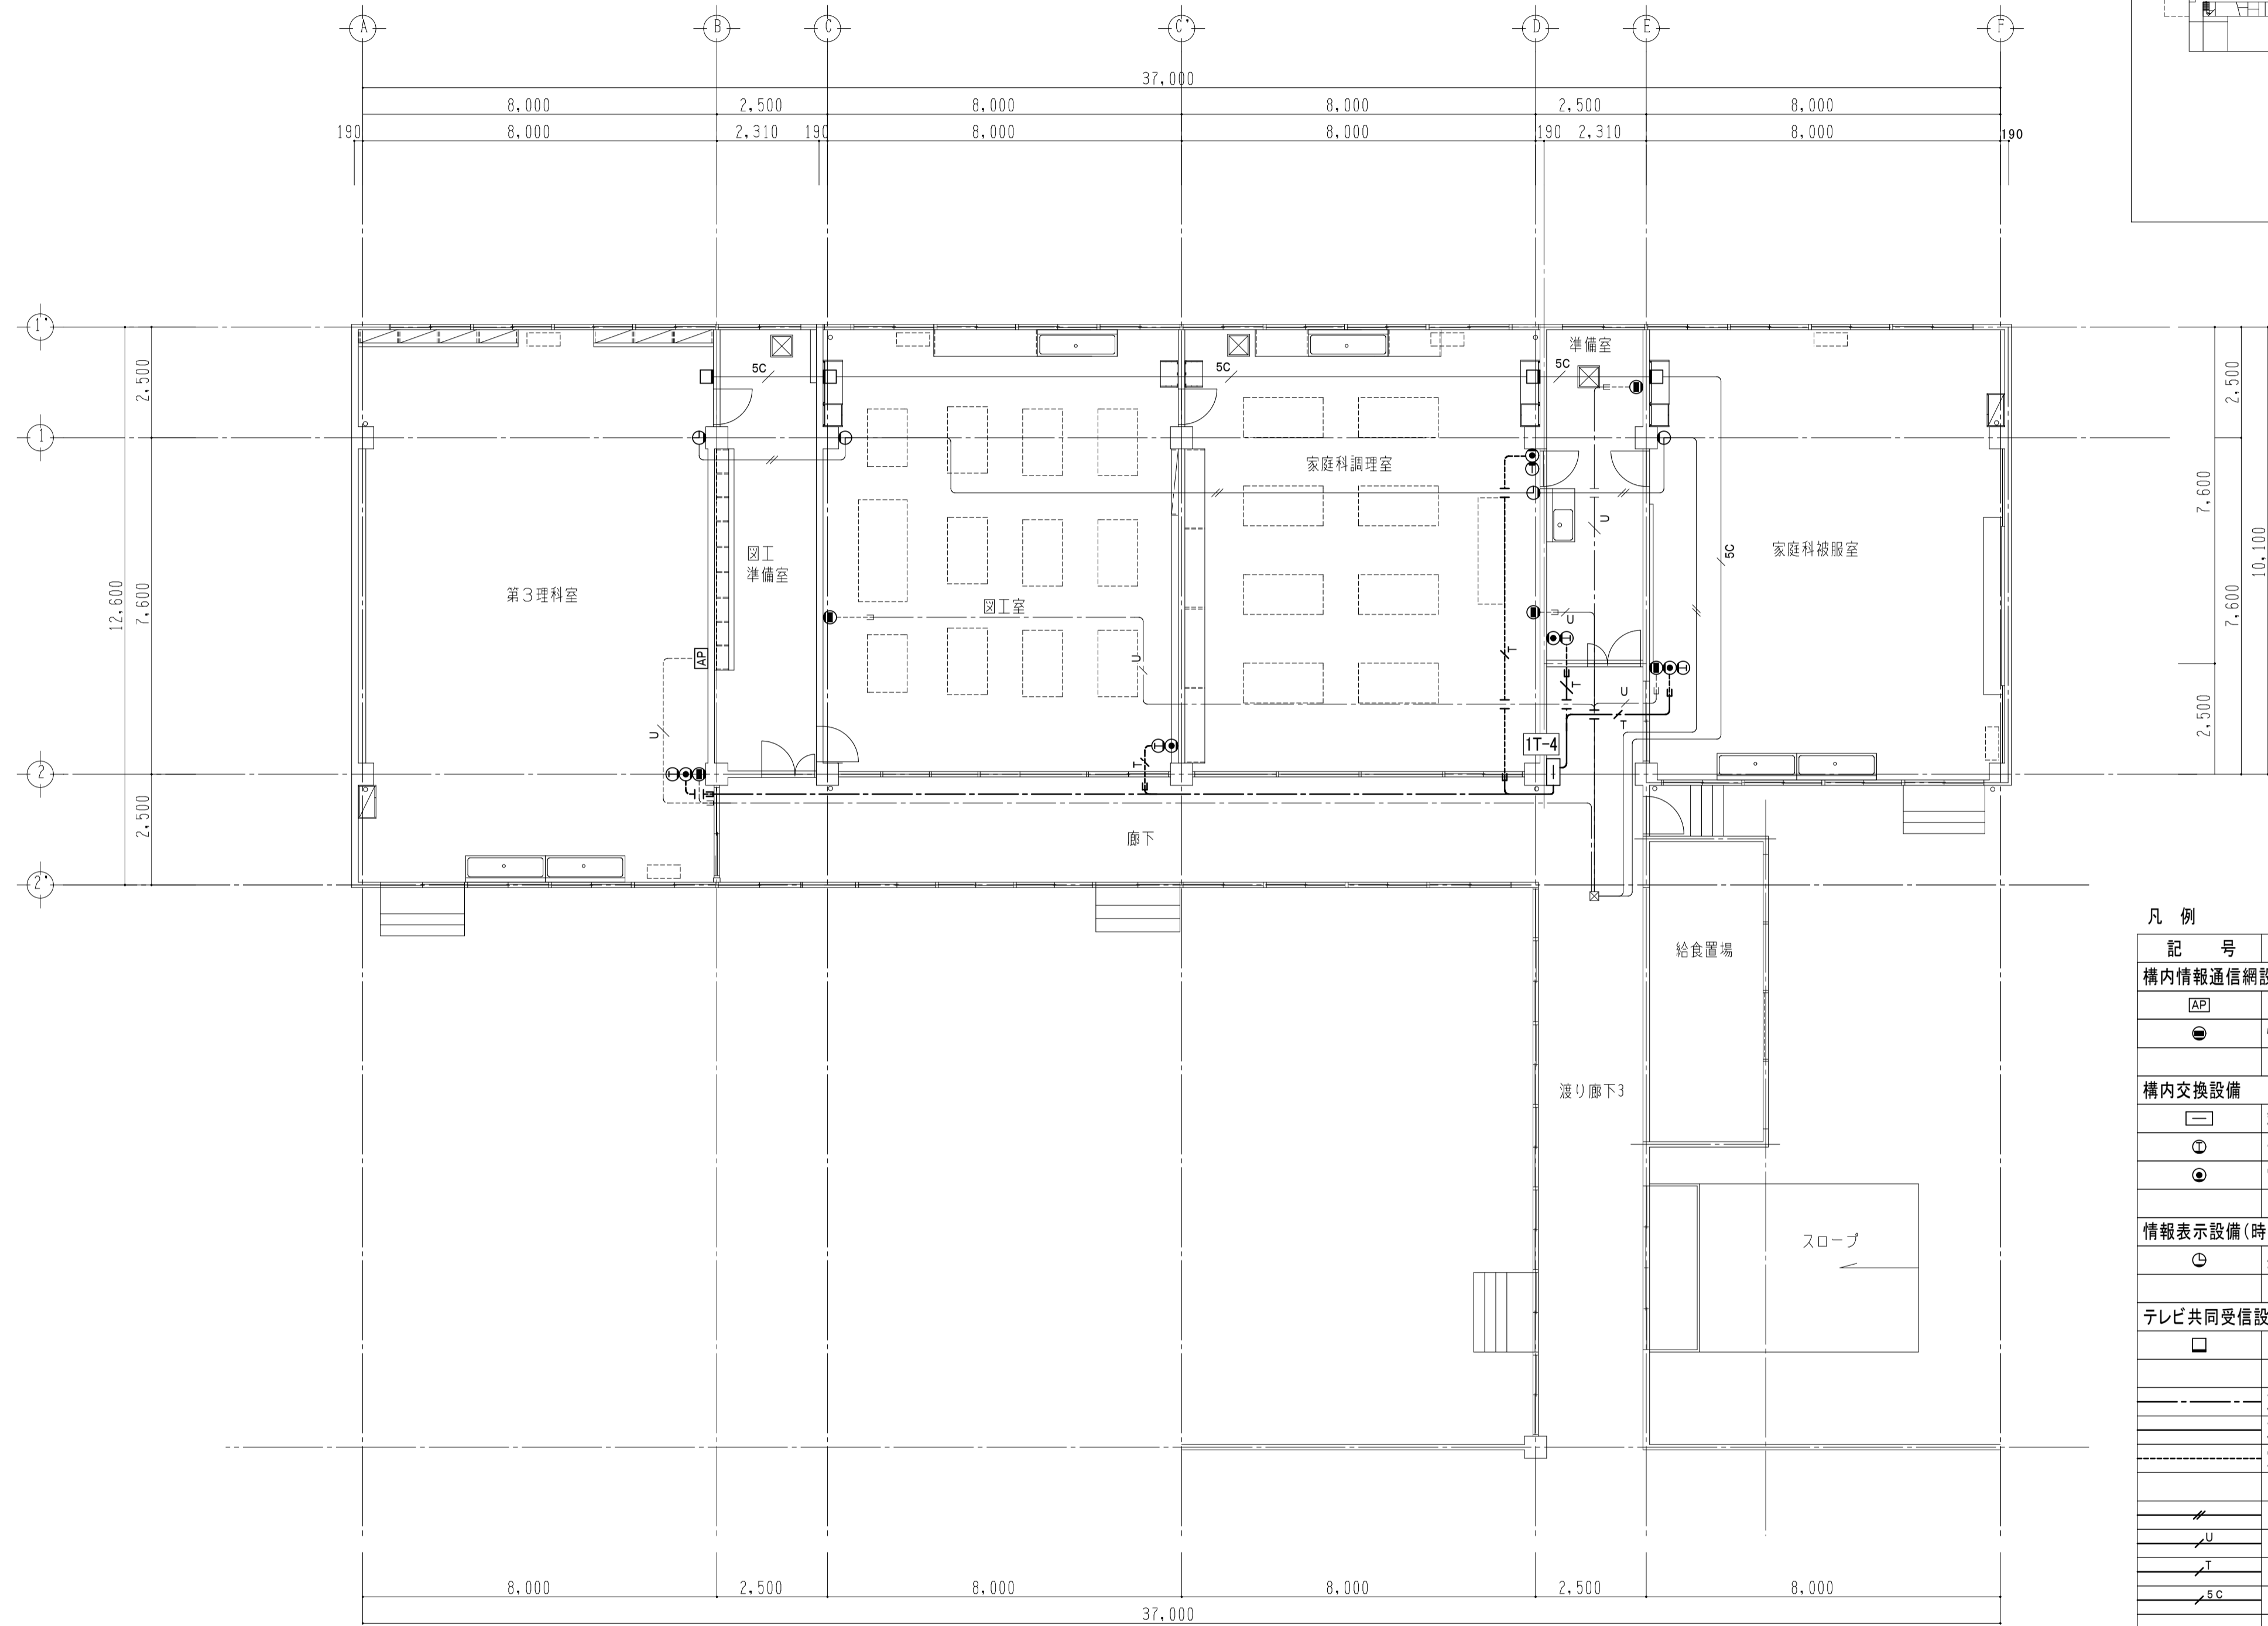 A B C C' D E F
37,000
8,000 2,500 8,000 8,000 2,500 8,000
190 8,000 2,310 190 8,000 8,000 190 2,310 8,000 190
1'
準備室
5C 5C 5C
2,500 2,500
1
家庭科調理室
7,600
U
10,100
図工
準備室
家庭科被服室
5C
12,600 7,600
第3理科室
図工室
7,600
U
AP
U
T
T
U
T
2,500
U
1T-4
T
2
2,500
廊下
2'
凡 例
給食置場
記 号
構内情報通信網設
AP
渡り廊下3
構内交換設備
スロープ
情報表示設備(時
テレビ共同受信設
U
T
5C
8,000 2,500 8,000 8,000 2,500 8,000
37,000